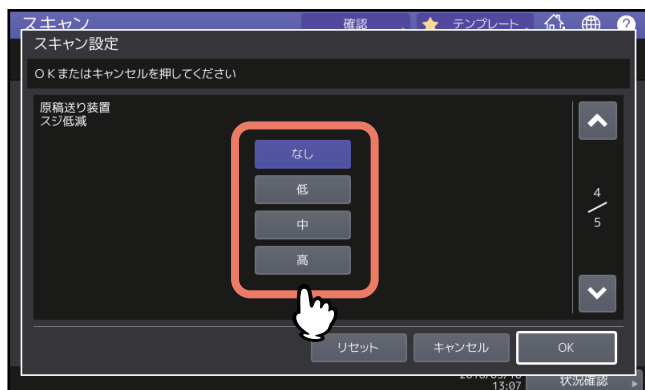 スキャン
確認
テンプレート
?
スキャン設定
OKまたはキャンセルを押してください
原稿送り装置
スジ低減
なし
低
中
高
4
5
リセット
キャンセル
OK
13:07
状況確認